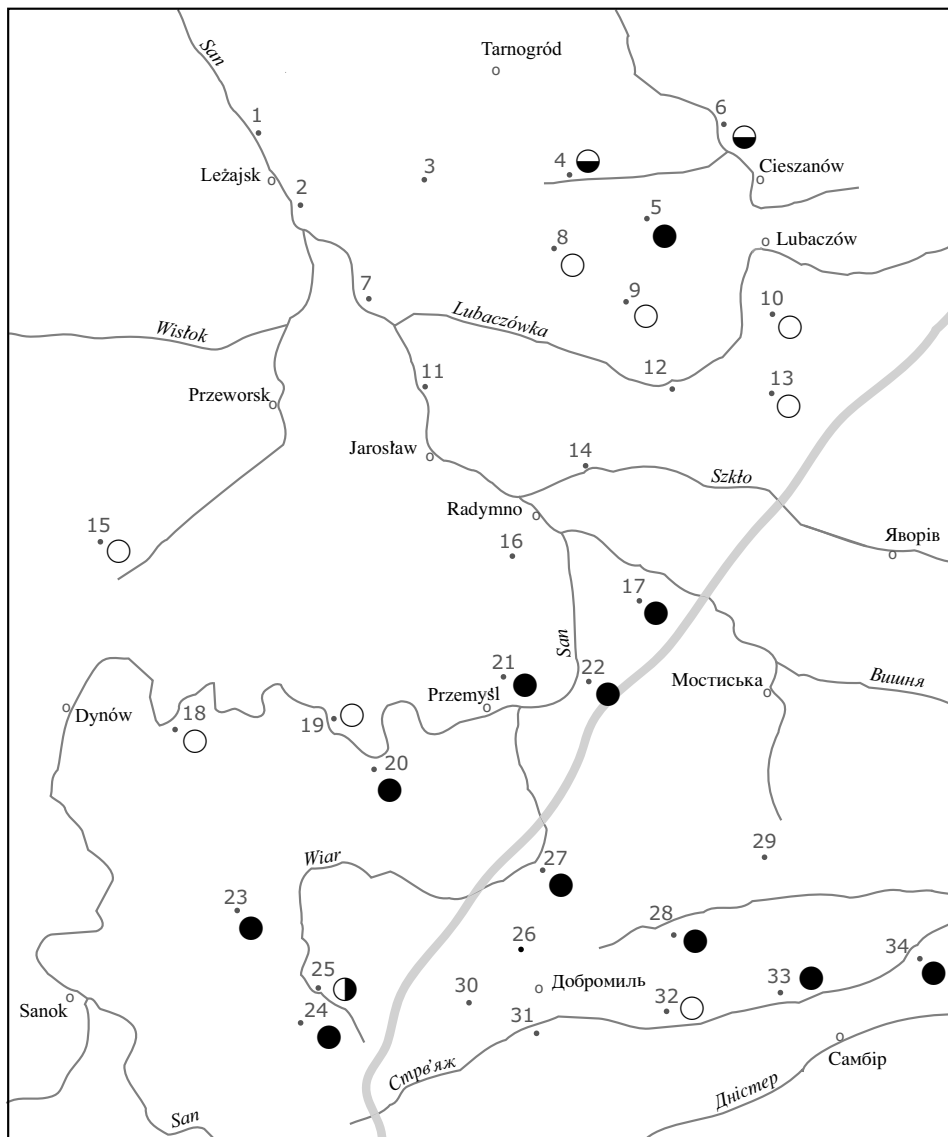 San
Tarnogród
1
6
Leżajsk
3
4
Cieszanów
2
5
8
Lubaczów
7
9
10
Wisłok
Lubaczówka
Przeworsk
11
12
13
Jarosław
14
Szkło
Radymno
15
16
Яворів
17
San
21
22
Przemyśl
Мостиська
Вишня
Dynów
18
19
20
Wiar
27
29
23
28
26
34
25
30
Добромиль
33
Sanok
24
31
32
Стрв'яж
Самбір
San
Дністер